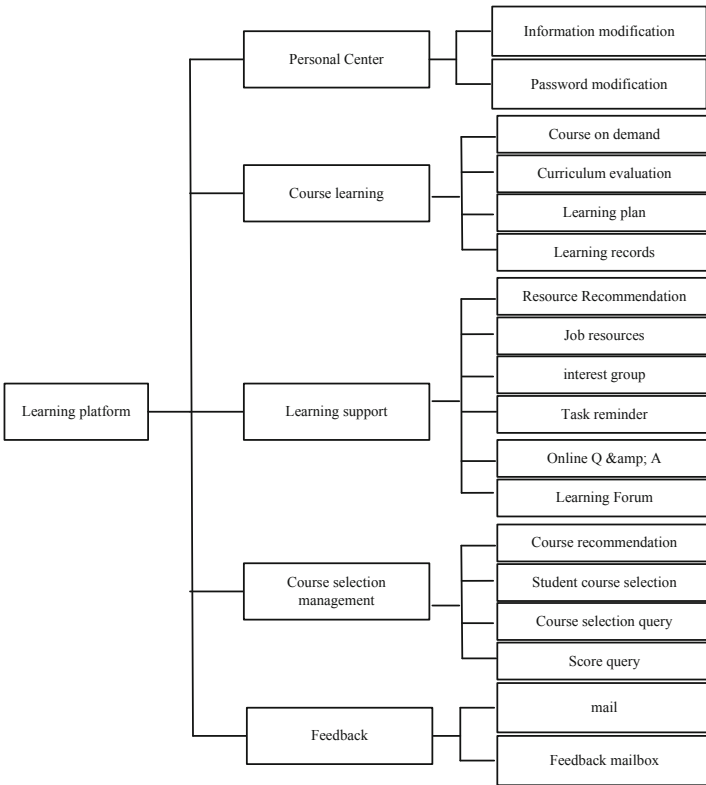 Learning platform
Personal Center
Information modification
Password modification
Course learning
Course on demand
Curriculum evaluation
Learning plan
Learning records
Learning support
Resource Recommendation
Job resources
interest group
Task reminder
Online Q &amp; A
Learning Forum
Course selection
management
Course recommendation
Student course selection
Course selection query
Score query
Feedback
mail
Feedback mailbox